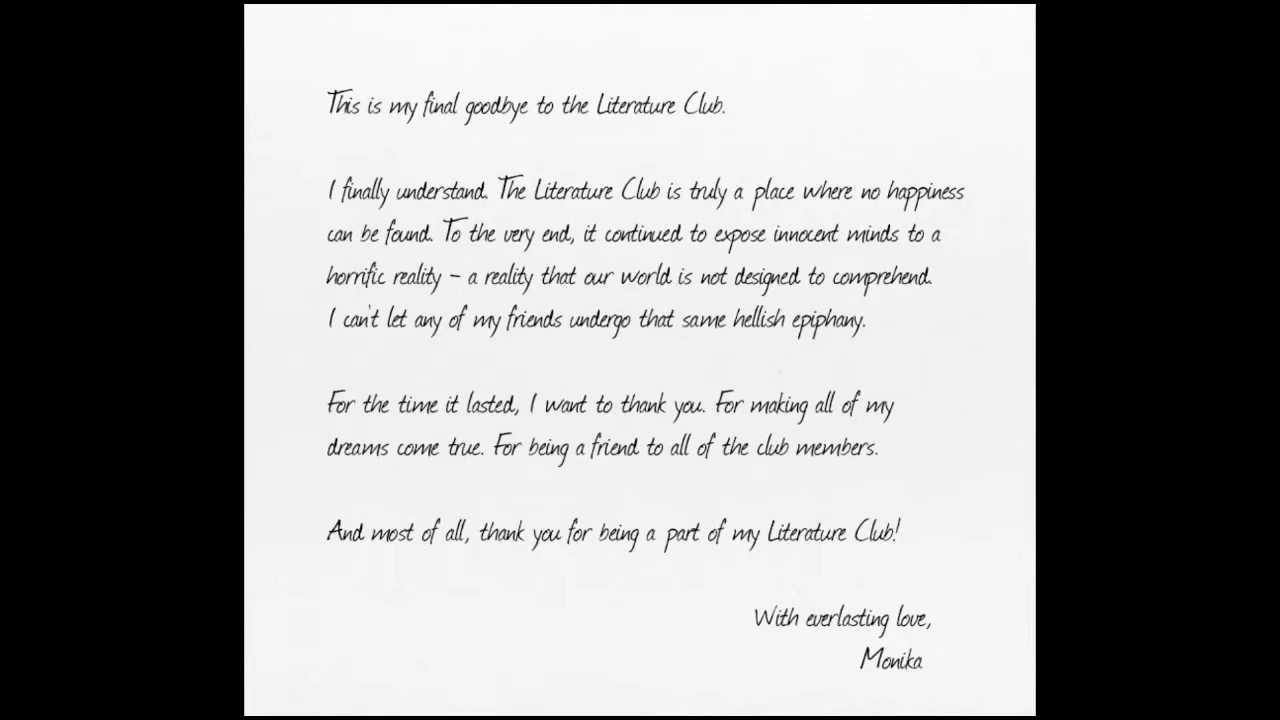 This is my final goodbye to the Literature Club.
I finally understand. The Literature Club is truly a place where no happiness
can be found. To the very end, it continued to expose innocent minds to a
horrific reality - a reality that our world is not designed to comprehend.
I can't let any of my friends undergo that same hellish epiphany.
For the time it lasted, I want to thank you. For making all of my
dreams come true. For being a friend to all of the club members.
And most of all, thank you for being a part of my Literature Club!
With everlasting love,
Monika